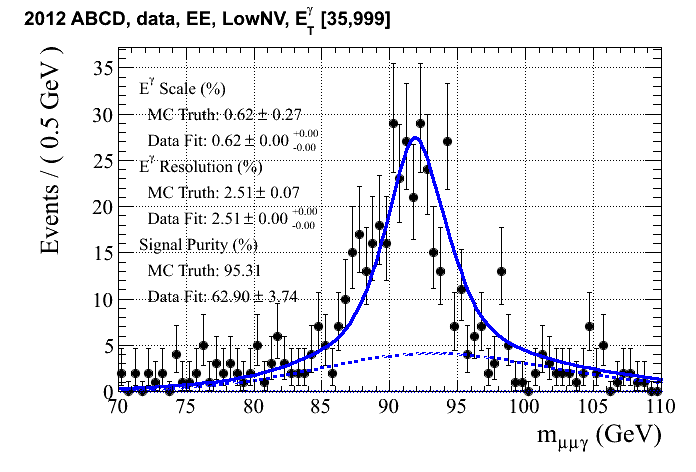 2012 ABCD, data, EE, LowNV, E_T^γ [35,999]
Events / ( 0.5 GeV )
35
30
25
20
15
10
5
0
E^γ Scale (%)
MC Truth: 0.62 ± 0.27
Data Fit: 0.62 ± 0.00 +0.00 -0.00
E^γ Resolution (%)
MC Truth: 2.51 ± 0.07
Data Fit: 2.51 ± 0.00 +0.00 -0.00
Signal Purity (%)
MC Truth: 95.31
Data Fit: 62.90 ± 3.74
70 75 80 85 90 95 100 105 110
m_μμγ (GeV)